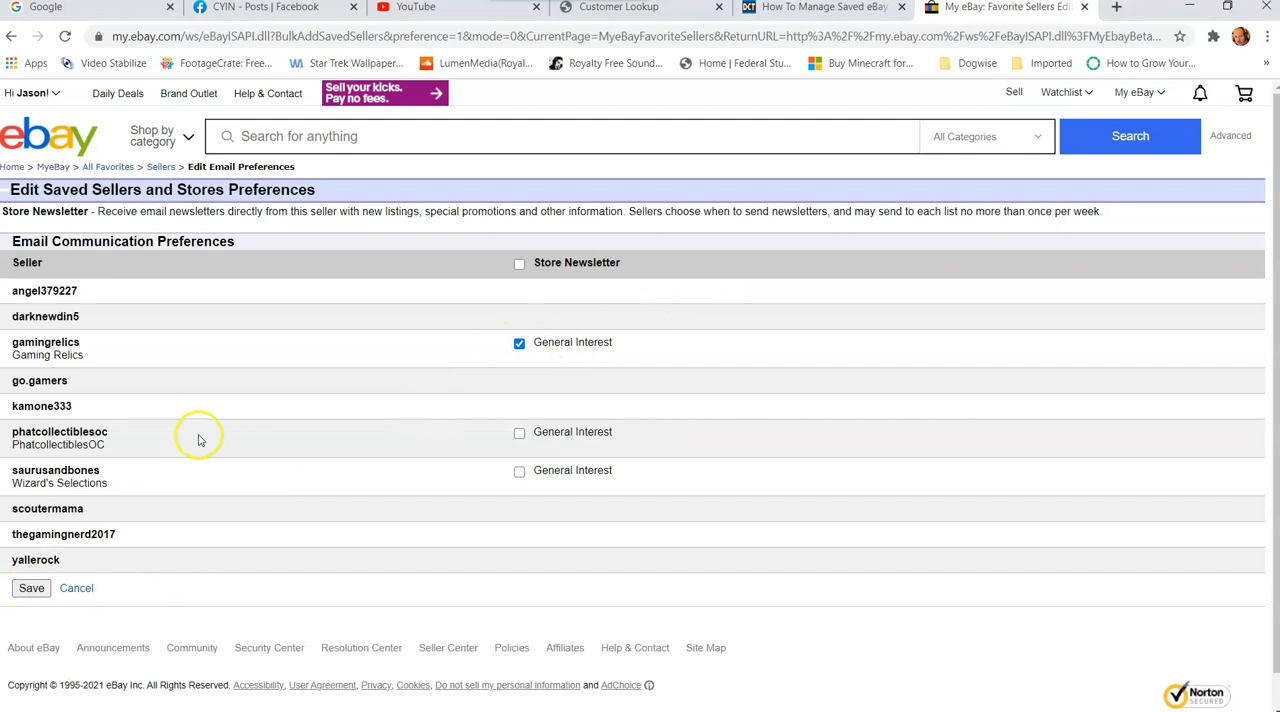 Google
CYIN - Posts | Facebook
YouTube
Customer Lookup
DCT
How To Manage Saved eBay
My eBay: Favorite Sellers Edit
my.ebay.com/ws/eBayISAPI.dll?BulkAddSavedSellers&preference=1&mode=0&CurrentPage=MyeBayFavoriteSellers&ReturnURL=http%3A%2F%2Fmy.ebay.com%2Fws%2FeBayISAPI.dll%3FMyEbayBeta...
Apps
Video Stabilize
FootageCrate: Free...
Star Trek Wallpaper...
LumenMedia(Royal...
Royalty Free Sound...
Home | Federal Stu...
Buy Minecraft for...
Dogwise
Imported
How to Grow Your...
Hi Jason!
Daily Deals
Brand Outlet
Help & Contact
Sell your kicks.
Pay no fees.
Sell
Watchlist
My eBay
ebay
Shop by
category
Search for anything
All Categories
Search
Advanced
Home > MyeBay > All Favorites > Sellers > Edit Email Preferences
Edit Saved Sellers and Stores Preferences
Store Newsletter - Receive email newsletters directly from this seller with new listings, special promotions and other information. Sellers choose when to send newsletters, and may send to each list no more than once per week.
Email Communication Preferences
Seller
Store Newsletter
angel379227
darknewdin5
gamingrelics
General Interest
Gaming Relics
go.gamers
kamone333
phatcollectiblesoc
General Interest
PhatcollectiblesOC
saurusandbones
General Interest
Wizard's Selections
scoutermama
thegamingnerd2017
yallerock
Save
Cancel
About eBay
Announcements
Community
Security Center
Resolution Center
Seller Center
Policies
Affiliates
Help & Contact
Site Map
Copyright © 1995-2021 eBay Inc. All Rights Reserved. Accessibility, User Agreement, Privacy, Cookies, Do not sell my personal information and AdChoice
Norton
SECURED